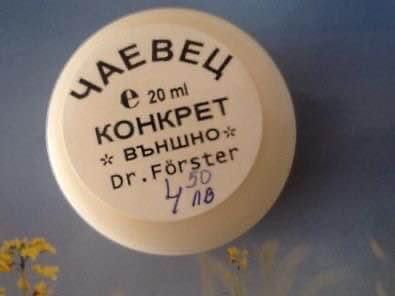 ЧАЕВЕЦ
℮ 20 ml
КОНКРЕТ
* ВЪНШНО *
Dr. Förster
4 50
ЛВ